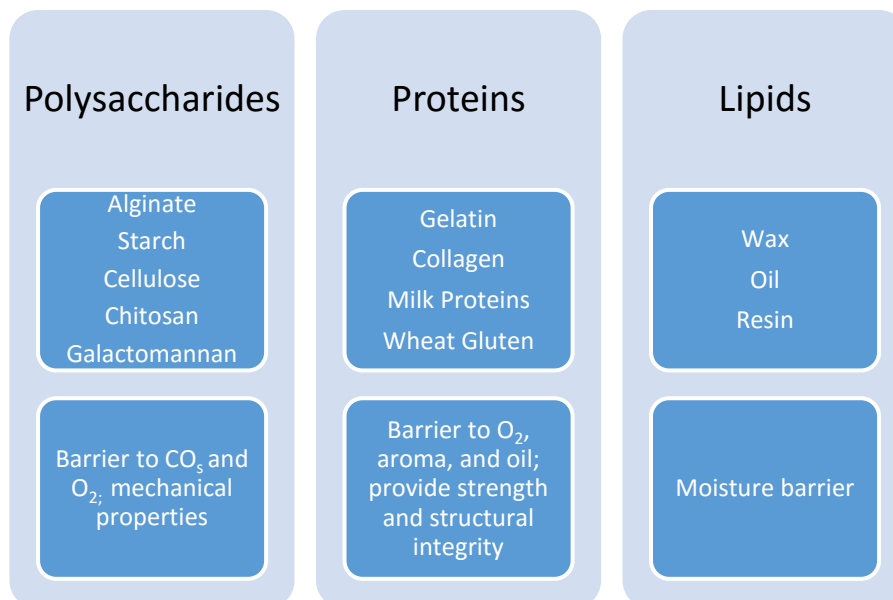 Polysaccharides
Alginate
Starch
Cellulose
Chitosan
Galactomannan
Barrier to COₛ and
O₂; mechanical
properties
Proteins
Gelatin
Collagen
Milk Proteins
Wheat Gluten
Barrier to O₂,
aroma, and oil;
provide strength
and structural
integrity
Lipids
Wax
Oil
Resin
Moisture barrier